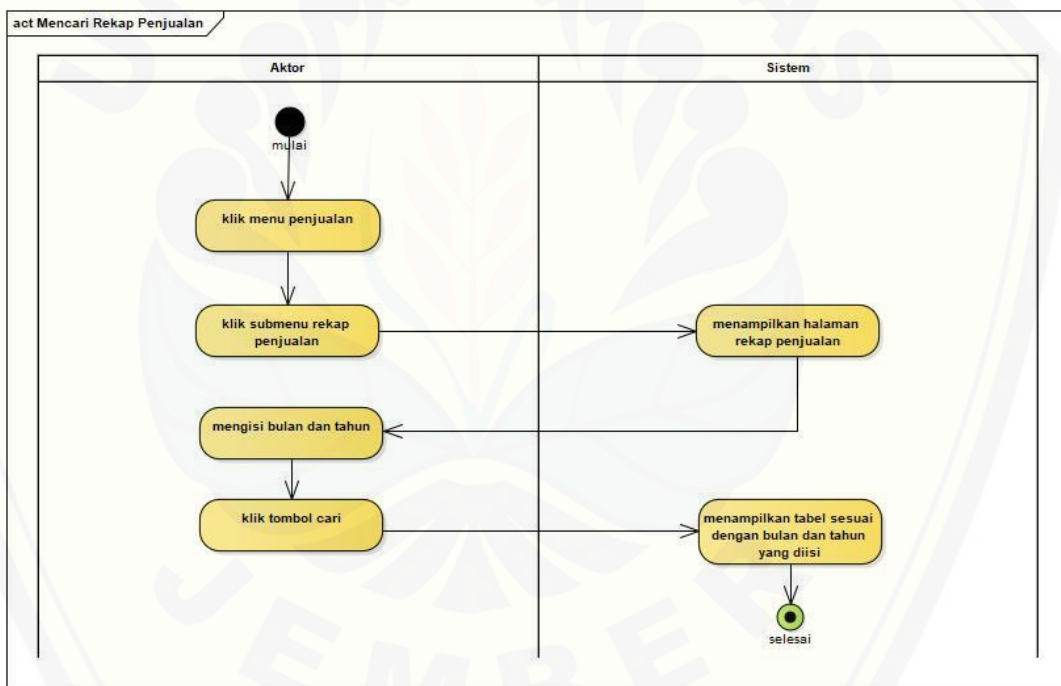 act Mencari Rekap Penjualan
Aktor
Sistem
mulai
klik menu penjualan
klik submenu rekap
penjualan
menampilkan halaman
rekap penjualan
mengisi bulan dan tahun
klik tombol cari
menampilkan tabel sesuai
dengan bulan dan tahun
yang diisi
selesai
JEMBER